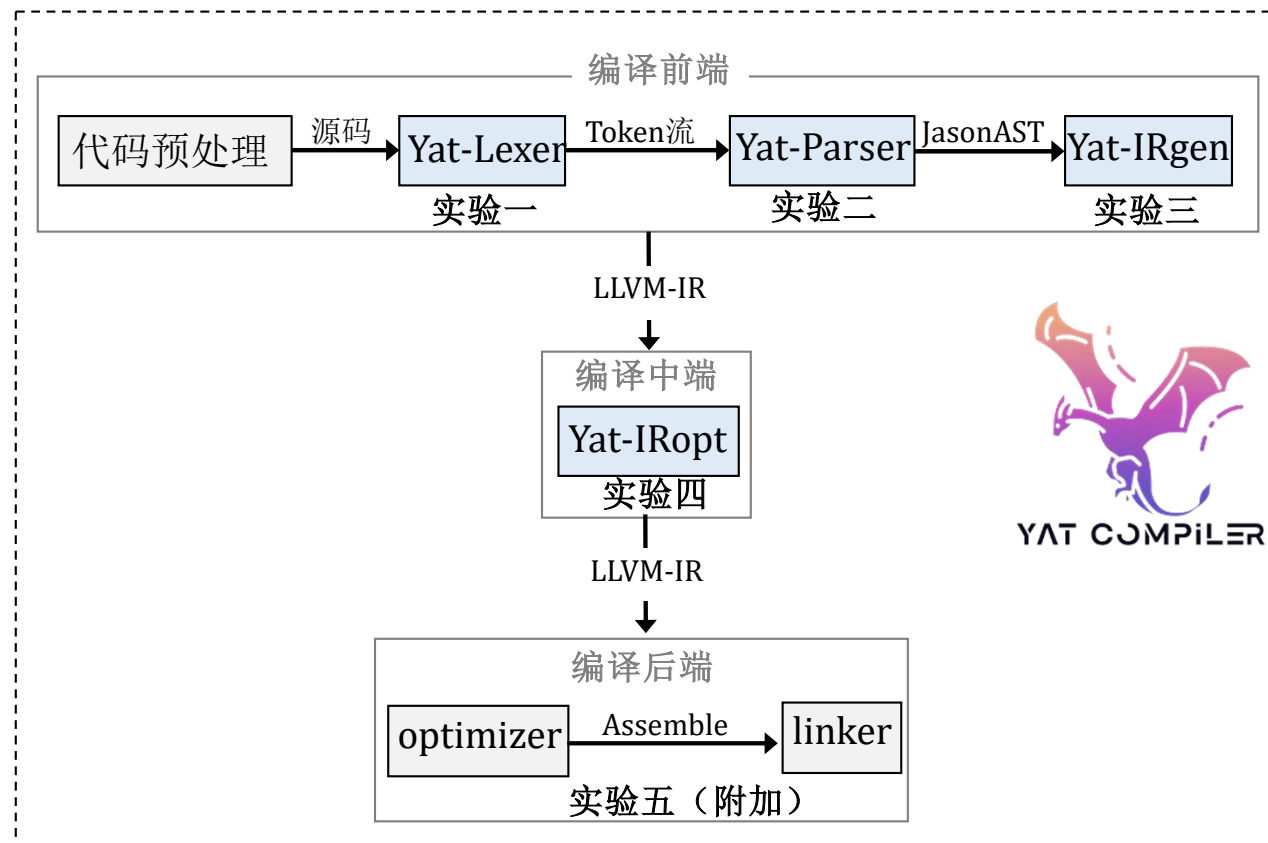 编译前端
代码预处理
源码
Yat-Lexer
Token流
Yat-Parser
JasonAST
Yat-IRgen
实验一
实验二
实验三
LLVM-IR
编译中端
Yat-IRopt
实验四
YAT COMPiLER
LLVM-IR
编译后端
optimizer
Assemble
linker
实验五（附加）